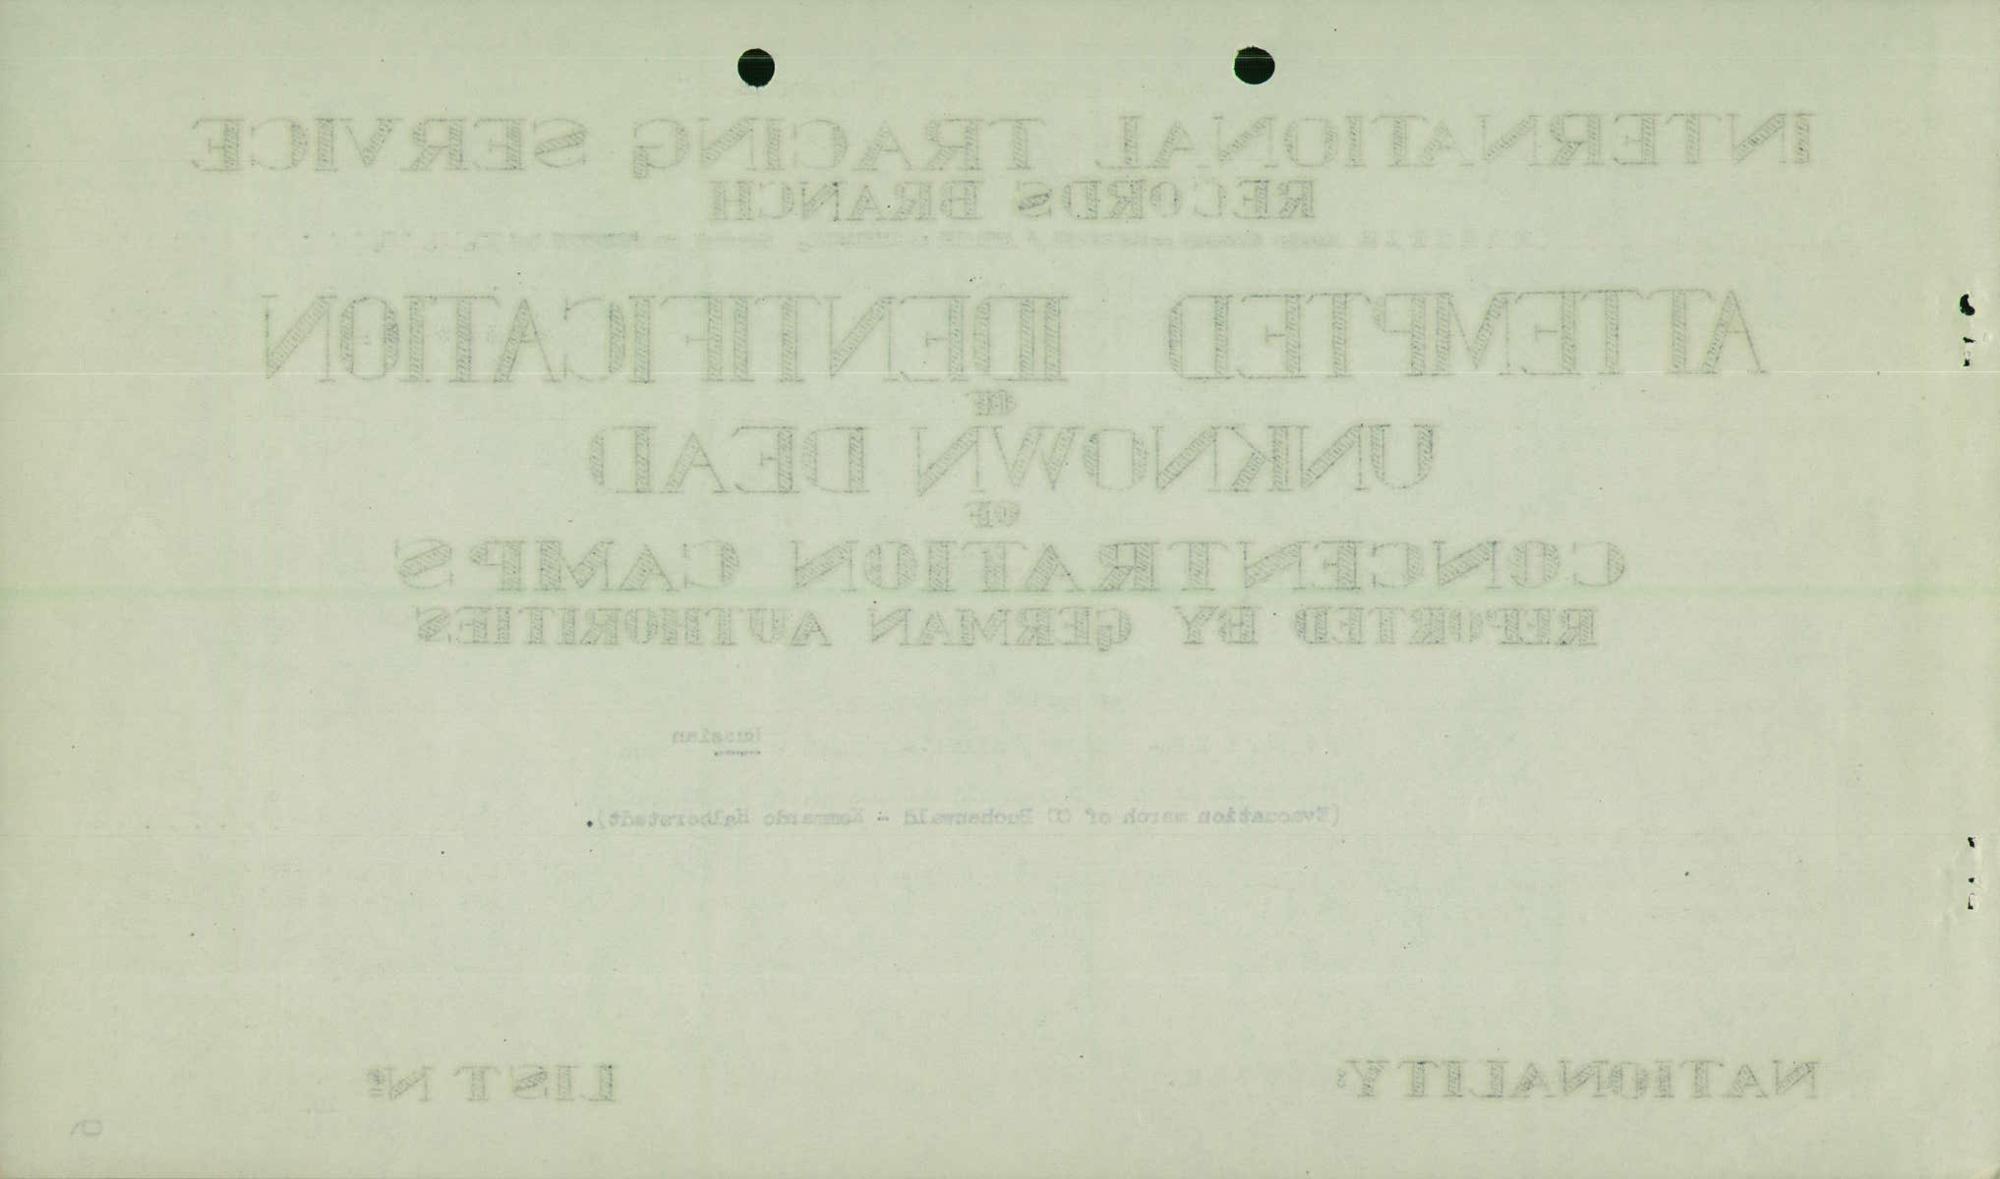 INTERNATIONAL TRACING SERVICE
RECORDS BRANCH
ATTEMPTED IDENTIFICATION
OF
UNKNOWN DEAD
OF
CONCENTRATION CAMPS
REPORTED BY GERMAN AUTHORITIES
Russian
(Evacuation march of CC Buchenwald - Kommando Halberstadt).
NATIONALITY: LIST Nº